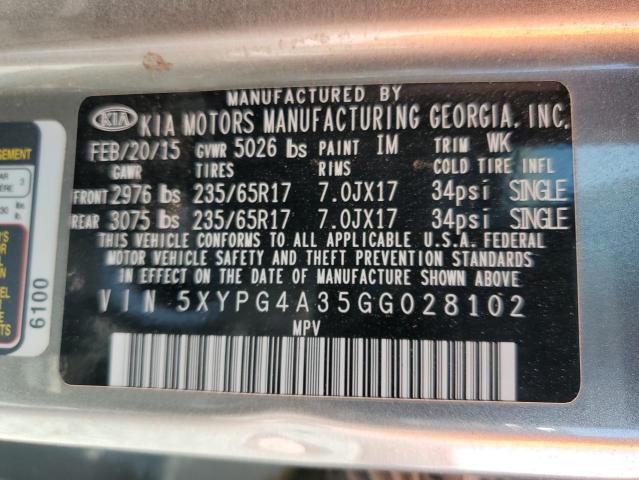 MANUFACTURED BY
KIA KIA MOTORS MANUFACTURING GEORGIA, INC.
FEB/20/15 GVWR 5026 lbs PAINT IM TRIM WK
GAWR TIRES RIMS COLD TIRE INFL
FRONT 2976 lbs 235/65R17 7.0JX17 34psi SINGLE
REAR 3075 lbs 235/65R17 7.0JX17 34psi SINGLE
THIS VEHICLE CONFORMS TO ALL APPLICABLE U.S.A. FEDERAL
MOTOR VEHICLE SAFETY AND THEFT PREVENTION STANDARDS
IN EFFECT ON THE DATE OF MANUFACTURE SHOWN ABOVE.
VIN 5XYPG4A35GG028102
MPV
6100